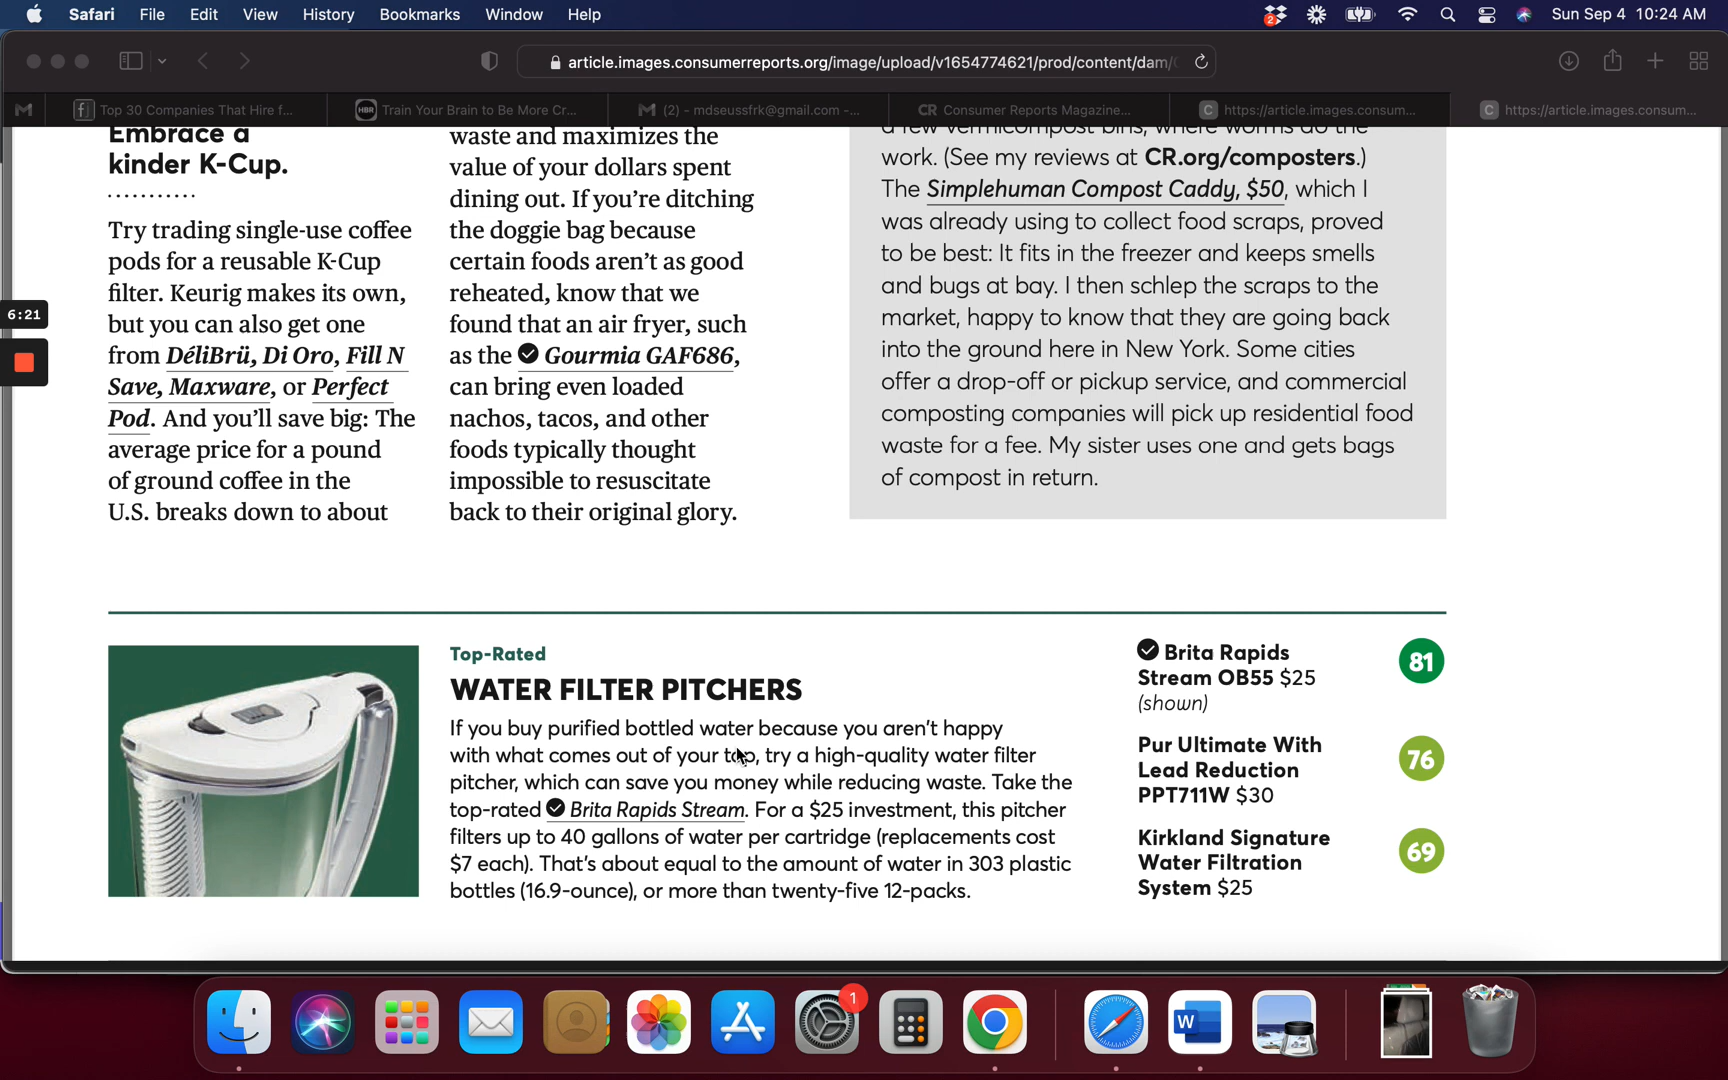 Safari File Edit View History Bookmarks Window Help
2
Sun Sep 4 10:24 AM
article.images.consumerreports.org/image/upload/v1654774621/prod/content/dam/
Top 30 Companies That Hire f...
HBR Train Your Brain to Be More Cr...
(2) - mdseussfrk@gmail.com -...
CR Consumer Reports Magazine...
C https://article.images.consum...
C https://article.images.consum...
6:21
Embrace a
kinder K-Cup.
Try trading single-use coffee
pods for a reusable K-Cup
filter. Keurig makes its own,
but you can also get one
from DéliBrü, Di Oro, Fill N
Save, Maxware, or Perfect
Pod. And you’ll save big: The
average price for a pound
of ground coffee in the
U.S. breaks down to about
waste and maximizes the
value of your dollars spent
dining out. If you’re ditching
the doggie bag because
certain foods aren’t as good
reheated, know that we
found that an air fryer, such
as the Gourmia GAF686,
can bring even loaded
nachos, tacos, and other
foods typically thought
impossible to resuscitate
back to their original glory.
a few vermicompost bins, where worms do the
work. (See my reviews at CR.org/composters.)
The Simplehuman Compost Caddy, $50, which I
was already using to collect food scraps, proved
to be best: It fits in the freezer and keeps smells
and bugs at bay. I then schlep the scraps to the
market, happy to know that they are going back
into the ground here in New York. Some cities
offer a drop-off or pickup service, and commercial
composting companies will pick up residential food
waste for a fee. My sister uses one and gets bags
of compost in return.
Top-Rated
WATER FILTER PITCHERS
If you buy purified bottled water because you aren’t happy
with what comes out of your tap, try a high-quality water filter
pitcher, which can save you money while reducing waste. Take the
top-rated Brita Rapids Stream. For a $25 investment, this pitcher
filters up to 40 gallons of water per cartridge (replacements cost
$7 each). That’s about equal to the amount of water in 303 plastic
bottles (16.9-ounce), or more than twenty-five 12-packs.
Brita Rapids
Stream OB55 $25
(shown)
81
Pur Ultimate With
Lead Reduction
PPT711W $30
76
Kirkland Signature
Water Filtration
System $25
69
1
W